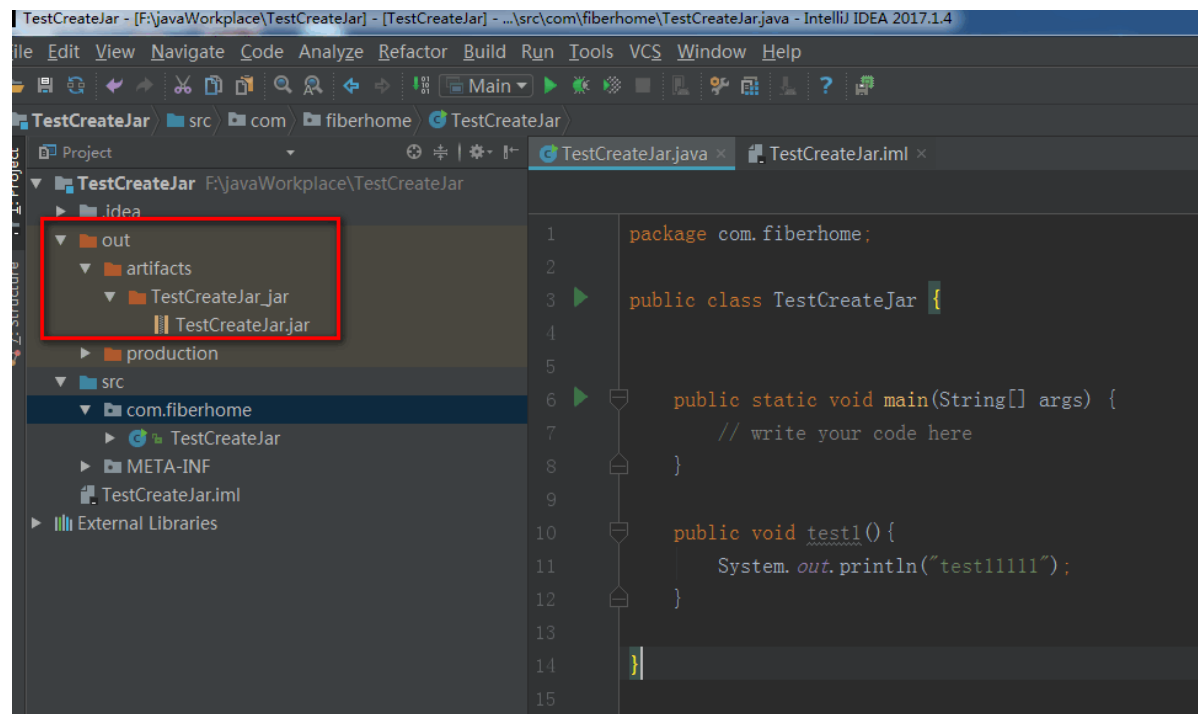 TestCreateJar - [F:\javaWorkplace\TestCreateJar] - [TestCreateJar] - ...\src\com\fiberhome\TestCreateJar.java - IntelliJ IDEA 2017.1.4
ile Edit View Navigate Code Analyze Refactor Build Run Tools VCS Window Help
Main
TestCreateJar src com fiberhome TestCreateJar
Project
TestCreateJar.java × TestCreateJar.iml ×
1: Project
TestCreateJar F:\javaWorkplace\TestCreateJar
.idea
out
artifacts
TestCreateJar_jar
TestCreateJar.jar
production
src
com.fiberhome
TestCreateJar
META-INF
TestCreateJar.iml
External Libraries
Z: Structure
1 package com.fiberhome;
2
3 public class TestCreateJar {
4
5
6 public static void main(String[] args) {
7 // write your code here
8 }
9
10 public void test1(){
11 System.out.println("test11111");
12 }
13
14 }
15